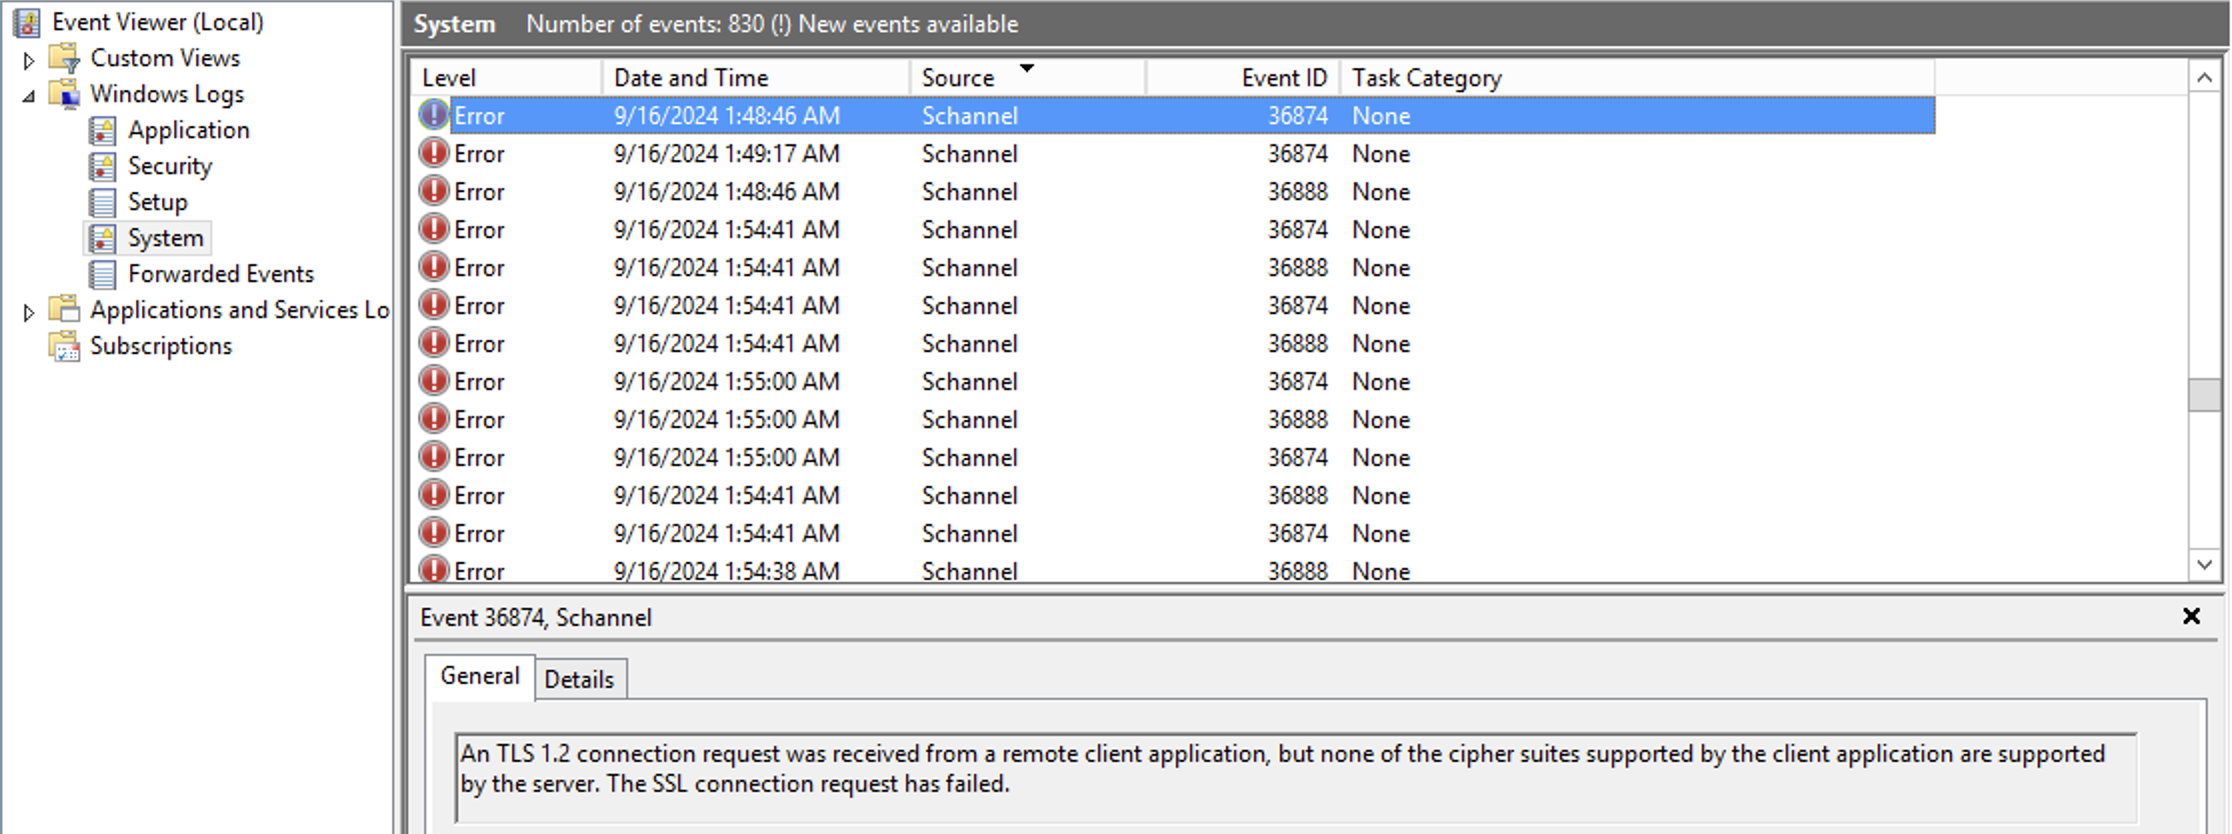 Event Viewer (Local)
Custom Views
Windows Logs
Application
Security
Setup
System
Forwarded Events
Applications and Services Lo
Subscriptions
System Number of events: 830 (!) New events available
Level Date and Time Source Event ID Task Category
Error 9/16/2024 1:48:46 AM Schannel 36874 None
Error 9/16/2024 1:49:17 AM Schannel 36874 None
Error 9/16/2024 1:48:46 AM Schannel 36888 None
Error 9/16/2024 1:54:41 AM Schannel 36874 None
Error 9/16/2024 1:54:41 AM Schannel 36888 None
Error 9/16/2024 1:54:41 AM Schannel 36874 None
Error 9/16/2024 1:54:41 AM Schannel 36888 None
Error 9/16/2024 1:55:00 AM Schannel 36874 None
Error 9/16/2024 1:55:00 AM Schannel 36888 None
Error 9/16/2024 1:55:00 AM Schannel 36874 None
Error 9/16/2024 1:54:41 AM Schannel 36888 None
Error 9/16/2024 1:54:41 AM Schannel 36874 None
Error 9/16/2024 1:54:38 AM Schannel 36888 None
Event 36874, Schannel
General Details
An TLS 1.2 connection request was received from a remote client application, but none of the cipher suites supported by the client application are supported
by the server. The SSL connection request has failed.